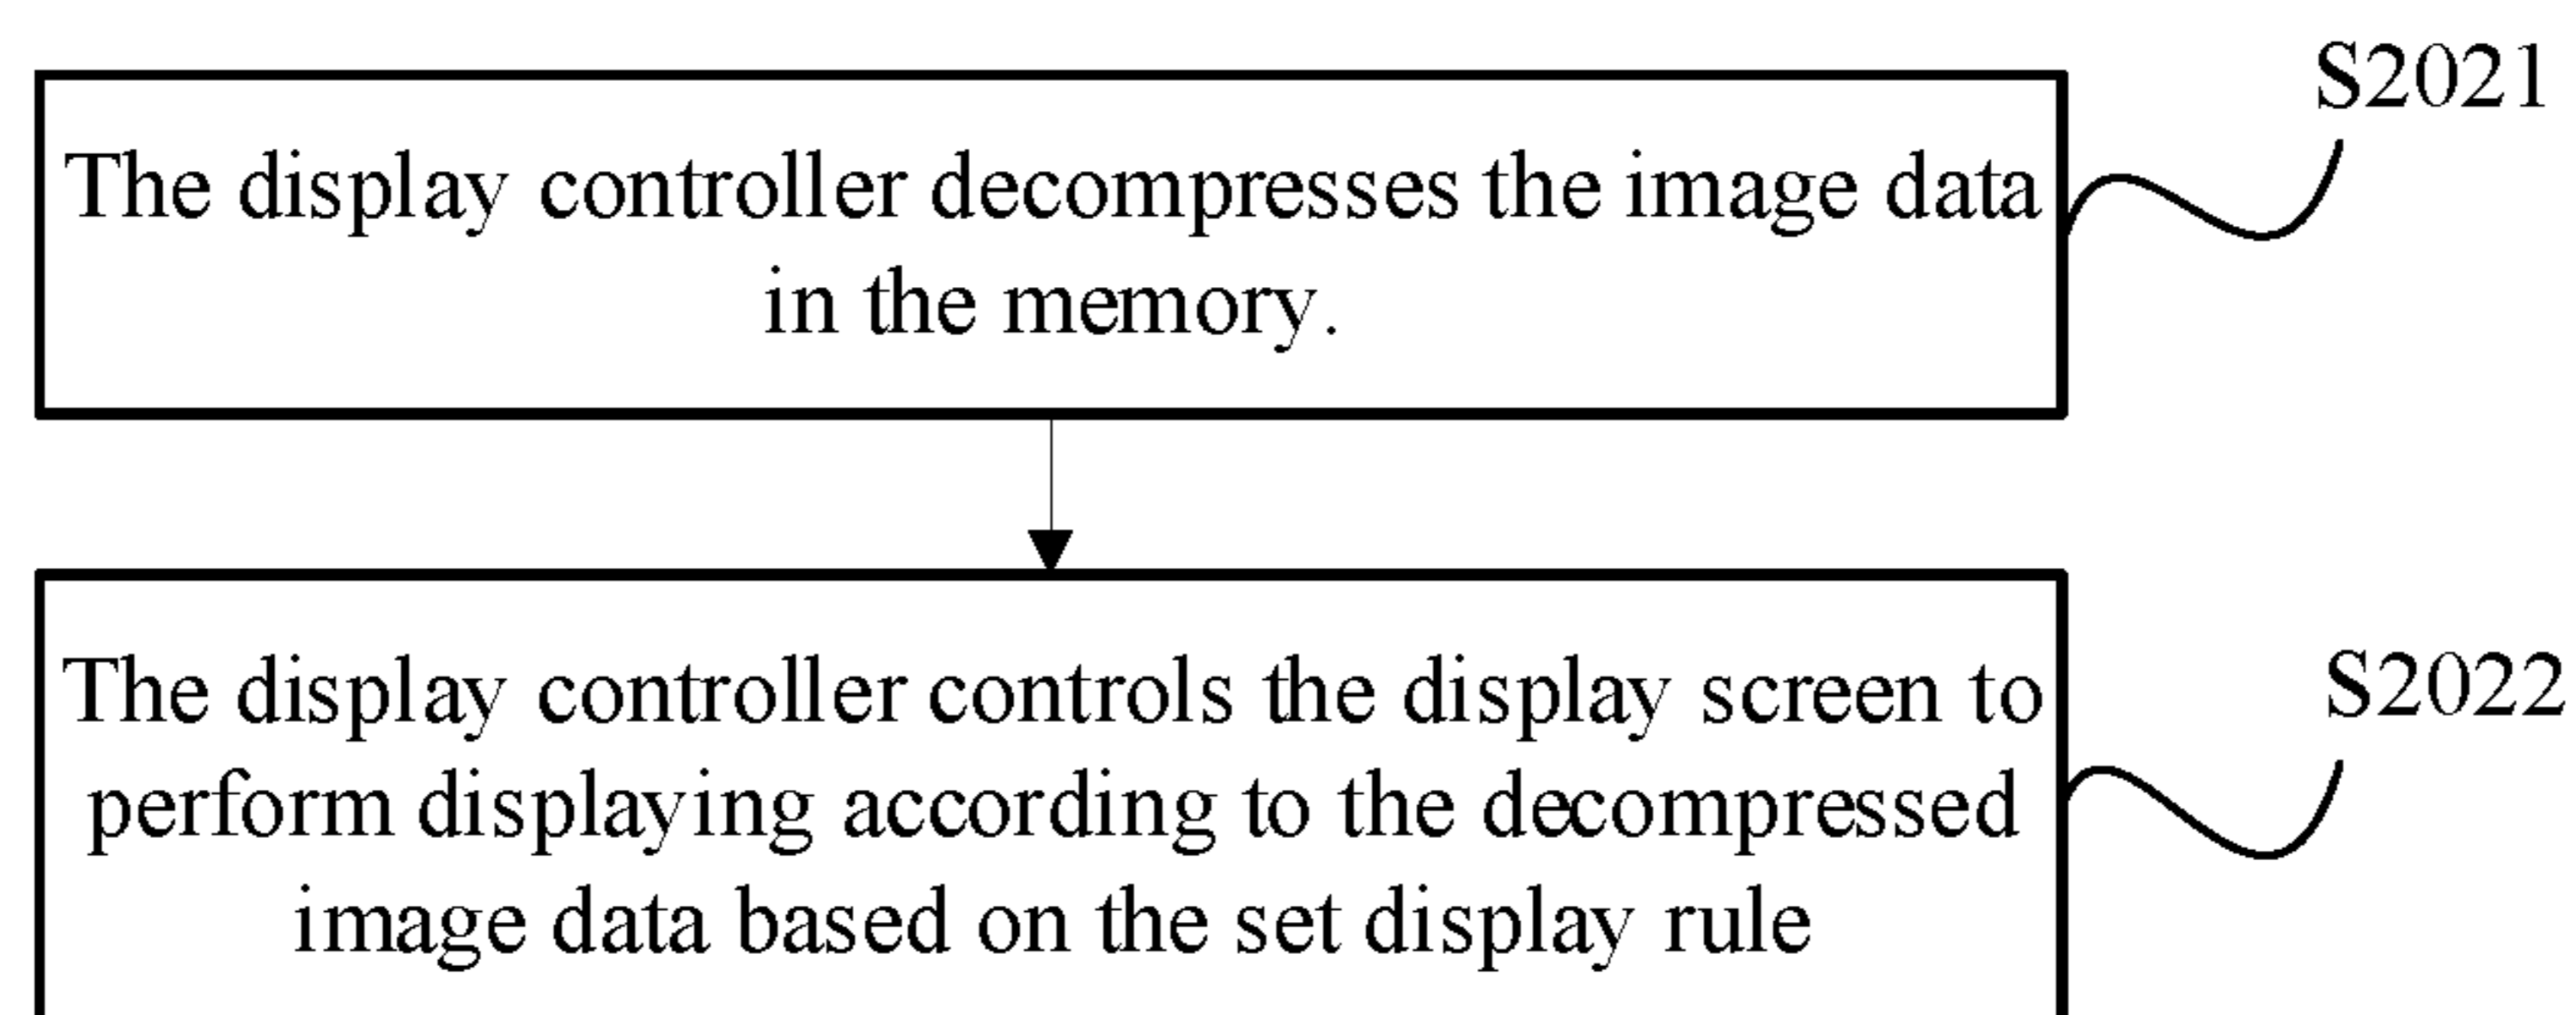 S2021
The display controller decompresses the image data
in the memory.
The display controller controls the display screen to
S2022
perform displaying according to the decompressed
image data based on the set display rule